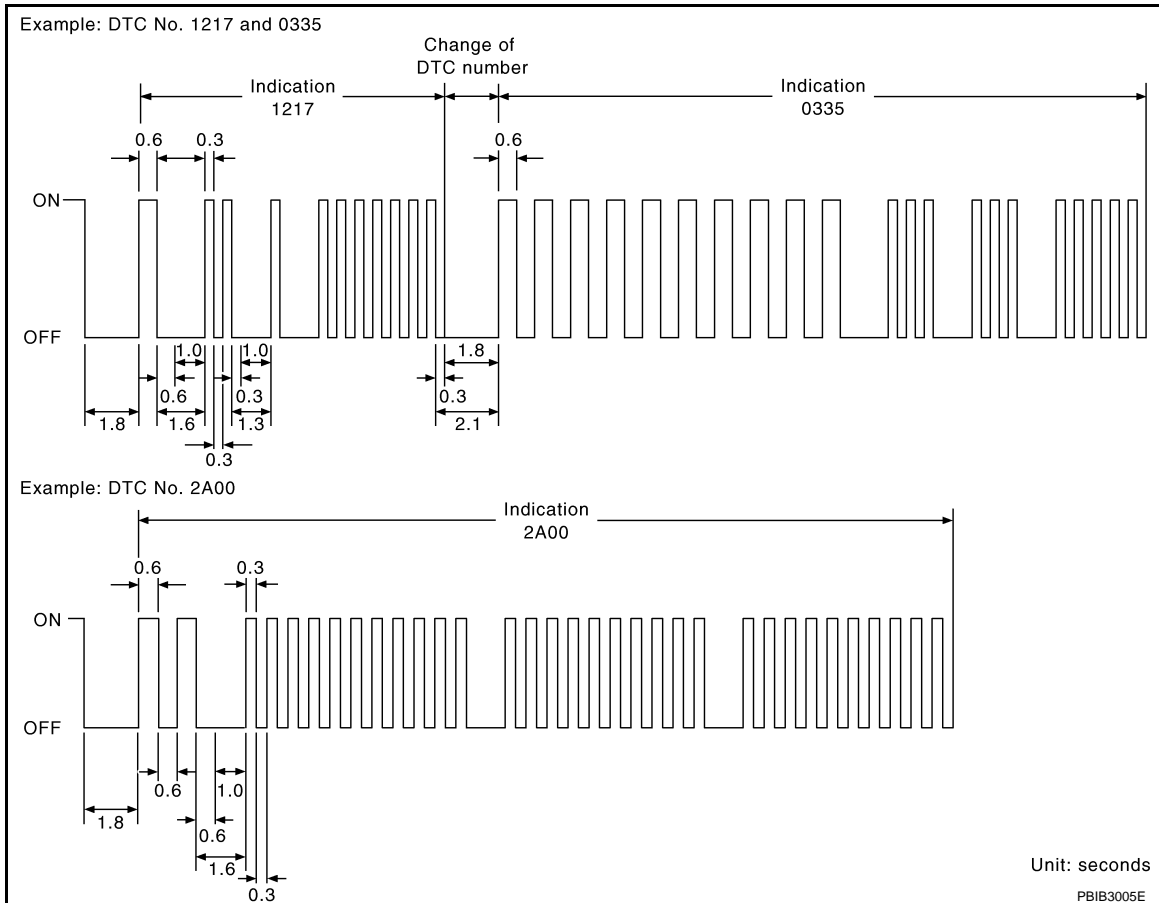 Example: DTC No. 1217 and 0335
Change of
DTC number
Indication
1217
Indication
0335
0.6
0.3
0.6
ON
OFF
1.0
1.0
1.8
0.6
0.3
0.3
1.8
1.6
1.3
2.1
0.3
Example: DTC No. 2A00
Indication
2A00
0.6
0.3
ON
OFF
0.6
1.0
1.8
0.6
1.6
0.3
Unit: seconds
PBIB3005E